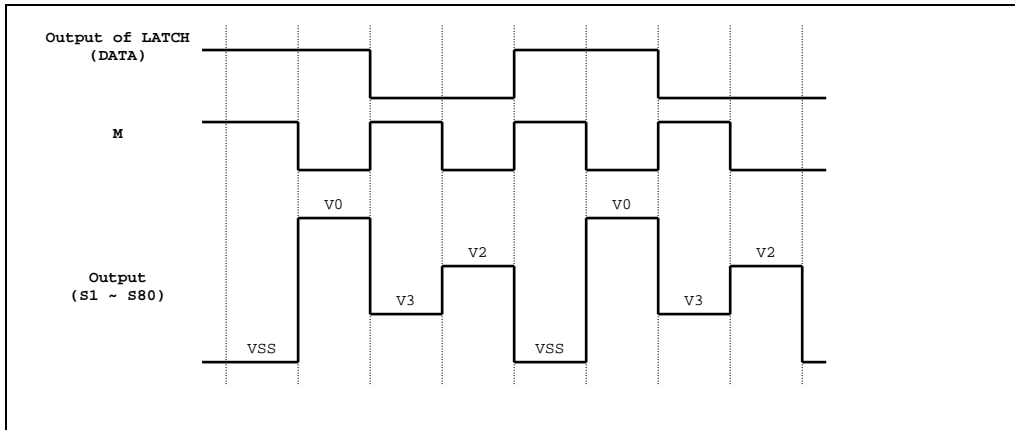 Output of LATCH
(DATA)
M
V0
V0
V2
V2
Output
(S1 ~ S80)
V3
V3
VSS
VSS